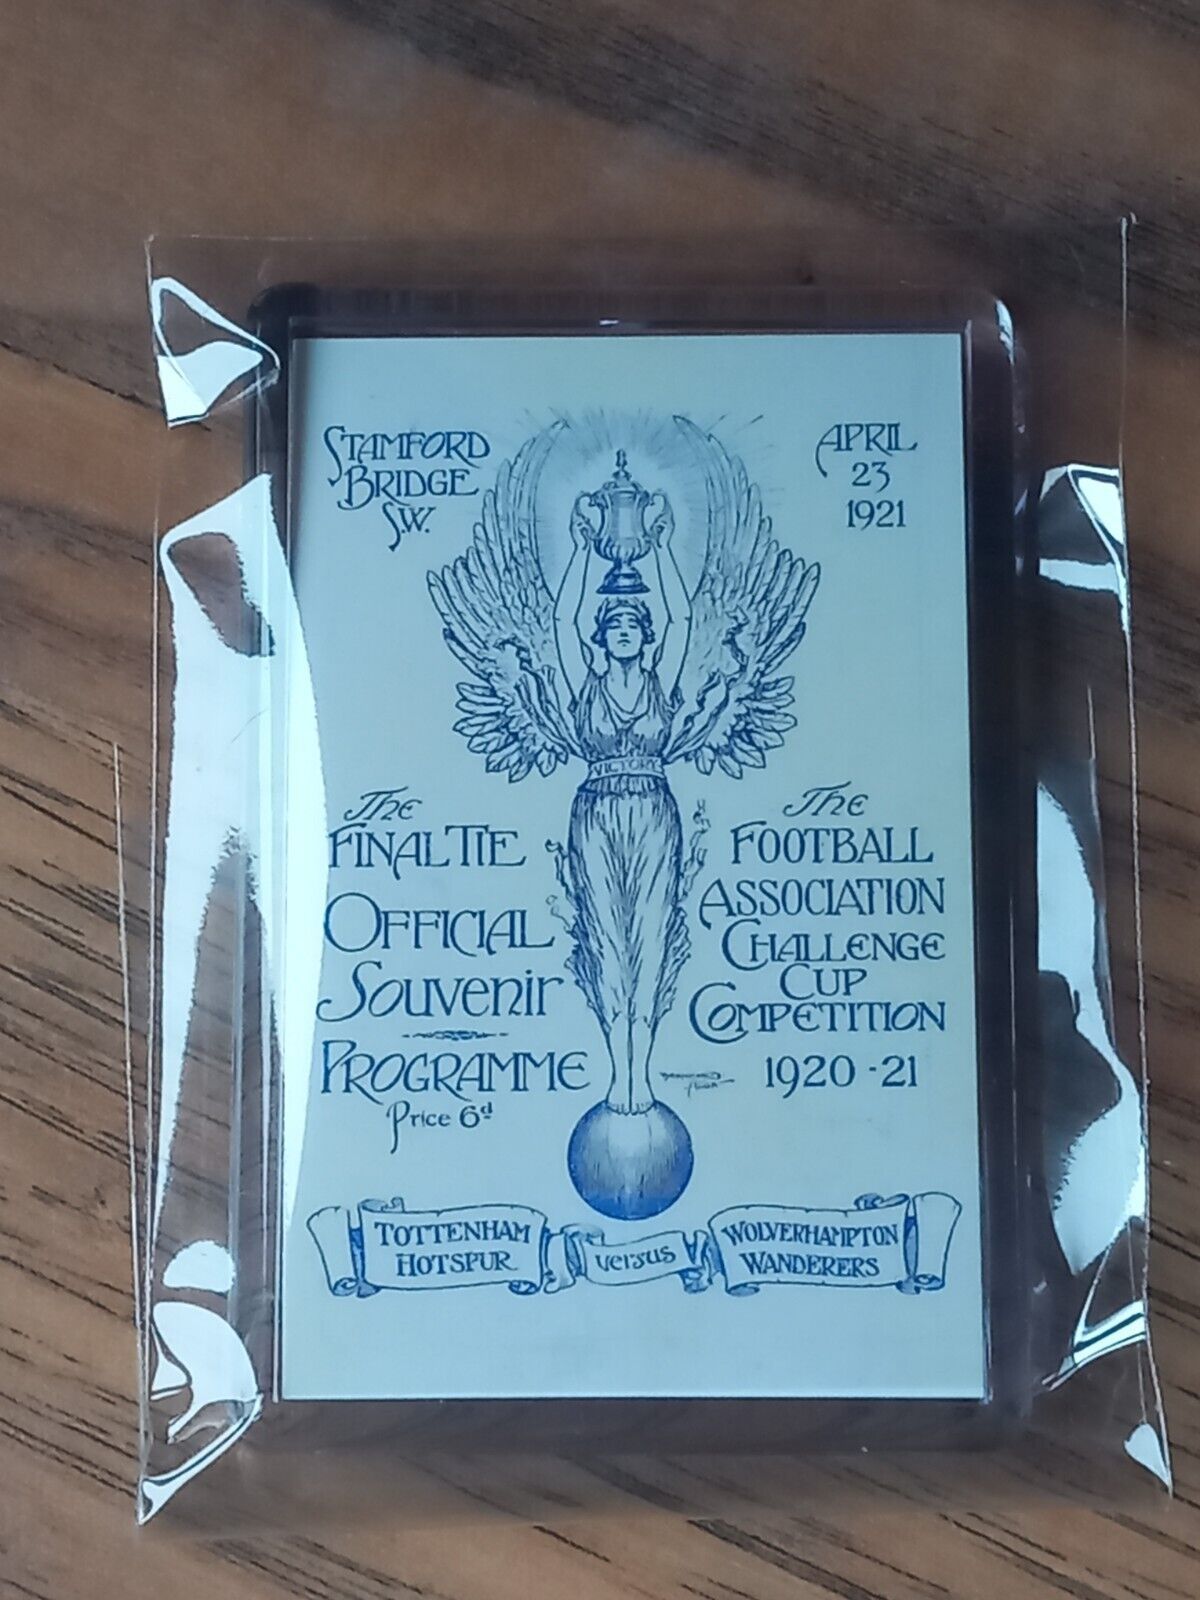 STAMFORD
BRIDGE
S.W.
APRIL
23
1921
VICTORY
The
FINAL TIE
OFFICIAL
Souvenir
PROGRAMME
Price 6d
The
FOOTBALL
ASSOCIATION
CHALLENGE
CUP
COMPETITION
1920-21
TOTTENHAM
HOTSPUR
versus
WOLVERHAMPTON
WANDERERS